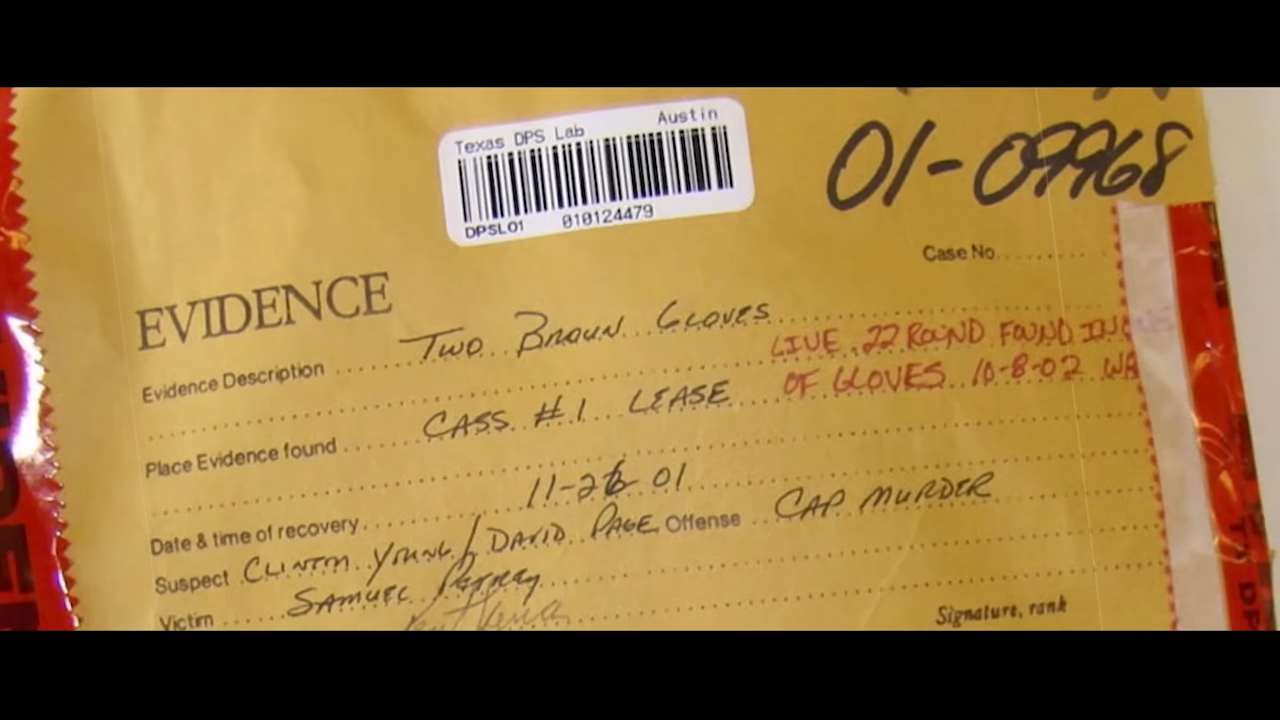 Texas DPS Lab Austin
DPSL01 010124479
01-09968
Case No.
EVIDENCE
Evidence Description Two Brown Gloves
LIVE .22 ROUND FOUND IN
OF GLOVES 10-8-02
Place Evidence found CASS #1 LEASE
Date & time of recovery 11-26 01
Suspect CLINTON YOUNG / DAVID PAGE Offense CAP MURDER
Victim SAMUEL PETREY
Signature, rank